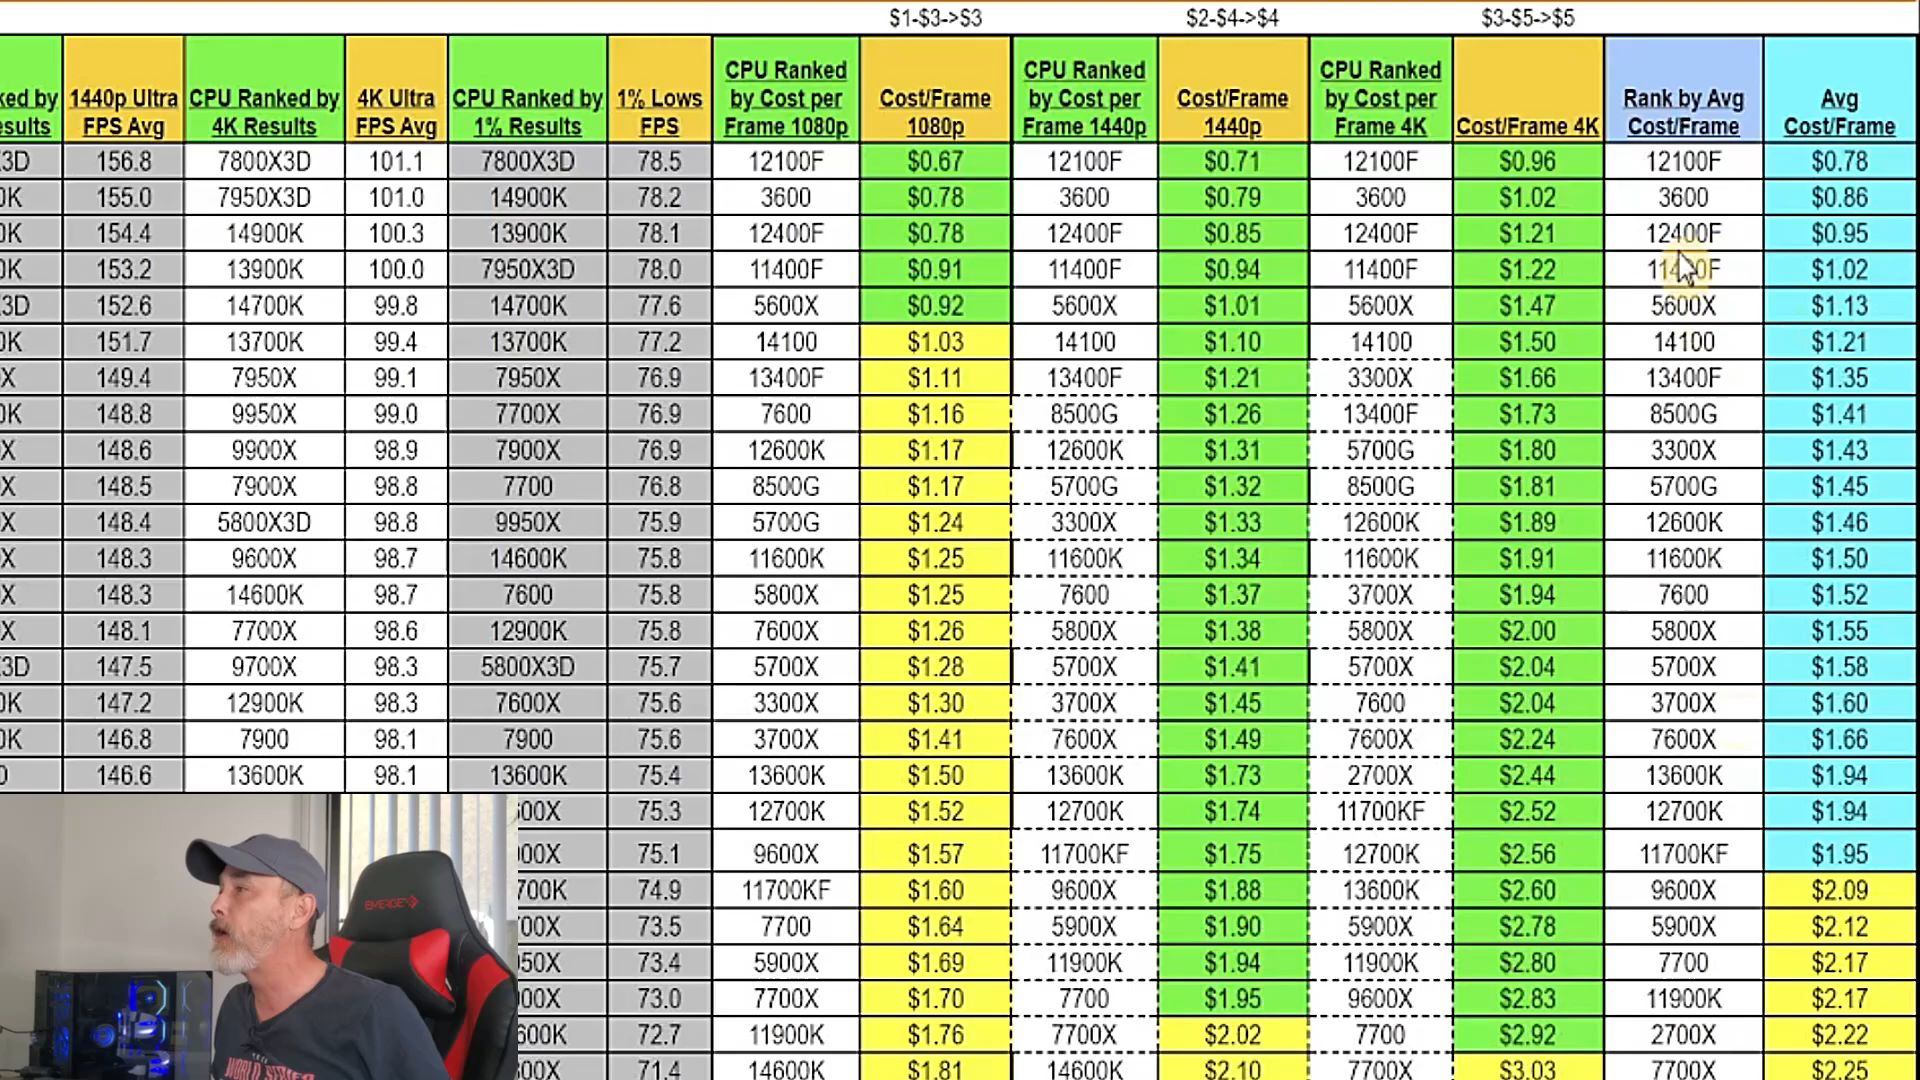 $1-$3->$3 $2-$4->$4 $3-$5->$5
CPU Ranked CPU Ranked CPU Ranked
ked by 1440p Ultra CPU Ranked by 4K Ultra CPU Ranked by 1% Lows by Cost per Cost/Frame by Cost per Cost/Frame by Cost per Rank by Avg Avg
esults FPS Avg 4K Results FPS Avg 1% Results FPS Frame 1080p 1080p Frame 1440p 1440p Frame 4K Cost/Frame 4K Cost/Frame Cost/Frame
3D 156.8 7800X3D 101.1 7800X3D 78.5 12100F $0.67 12100F $0.71 12100F $0.96 12100F $0.78
0K 155.0 7950X3D 101.0 14900K 78.2 3600 $0.78 3600 $0.79 3600 $1.02 3600 $0.86
0K 154.4 14900K 100.3 13900K 78.1 12400F $0.78 12400F $0.85 12400F $1.21 12400F $0.95
0K 153.2 13900K 100.0 7950X3D 78.0 11400F $0.91 11400F $0.94 11400F $1.22 11400F $1.02
3D 152.6 14700K 99.8 14700K 77.6 5600X $0.92 5600X $1.01 5600X $1.47 5600X $1.13
0K 151.7 13700K 99.4 13700K 77.2 14100 $1.03 14100 $1.10 14100 $1.50 14100 $1.21
X 149.4 7950X 99.1 7950X 76.9 13400F $1.11 13400F $1.21 3300X $1.66 13400F $1.35
0K 148.8 9950X 99.0 7700X 76.9 7600 $1.16 8500G $1.26 13400F $1.73 8500G $1.41
X 148.6 9900X 98.9 7900X 76.9 12600K $1.17 12600K $1.31 5700G $1.80 3300X $1.43
X 148.5 7900X 98.8 7700 76.8 8500G $1.17 5700G $1.32 8500G $1.81 5700G $1.45
X 148.4 5800X3D 98.8 9950X 75.9 5700G $1.24 3300X $1.33 12600K $1.89 12600K $1.46
X 148.3 9600X 98.7 14600K 75.8 11600K $1.25 11600K $1.34 11600K $1.91 11600K $1.50
X 148.3 14600K 98.7 7600 75.8 5800X $1.25 7600 $1.37 3700X $1.94 7600 $1.52
X 148.1 7700X 98.6 12900K 75.8 7600X $1.26 5800X $1.38 5800X $2.00 5800X $1.55
3D 147.5 9700X 98.3 5800X3D 75.7 5700X $1.28 5700X $1.41 5700X $2.04 5700X $1.58
0K 147.2 12900K 98.3 7600X 75.6 3300X $1.30 3700X $1.45 7600 $2.04 3700X $1.60
0K 146.8 7900 98.1 7900 75.6 3700X $1.41 7600X $1.49 7600X $2.24 7600X $1.66
0 146.6 13600K 98.1 13600K 75.4 13600K $1.50 13600K $1.73 2700X $2.44 13600K $1.94
00X 75.3 12700K $1.52 12700K $1.74 11700KF $2.52 12700K $1.94
00X 75.1 9600X $1.57 11700KF $1.75 12700K $2.56 11700KF $1.95
700K 74.9 11700KF $1.60 9600X $1.88 13600K $2.60 9600X $2.09
00X 73.5 7700 $1.64 5900X $1.90 5900X $2.78 5900X $2.12
950X 73.4 5900X $1.69 11900K $1.94 11900K $2.80 7700 $2.17
00X 73.0 7700X $1.70 7700 $1.95 9600X $2.83 11900K $2.17
600K 72.7 11900K $1.76 7700X $2.02 7700 $2.92 2700X $2.22
00X 71.4 14600K $1.81 14600K $2.10 7700X $3.03 7700X $2.25
EMERGE
WORLD